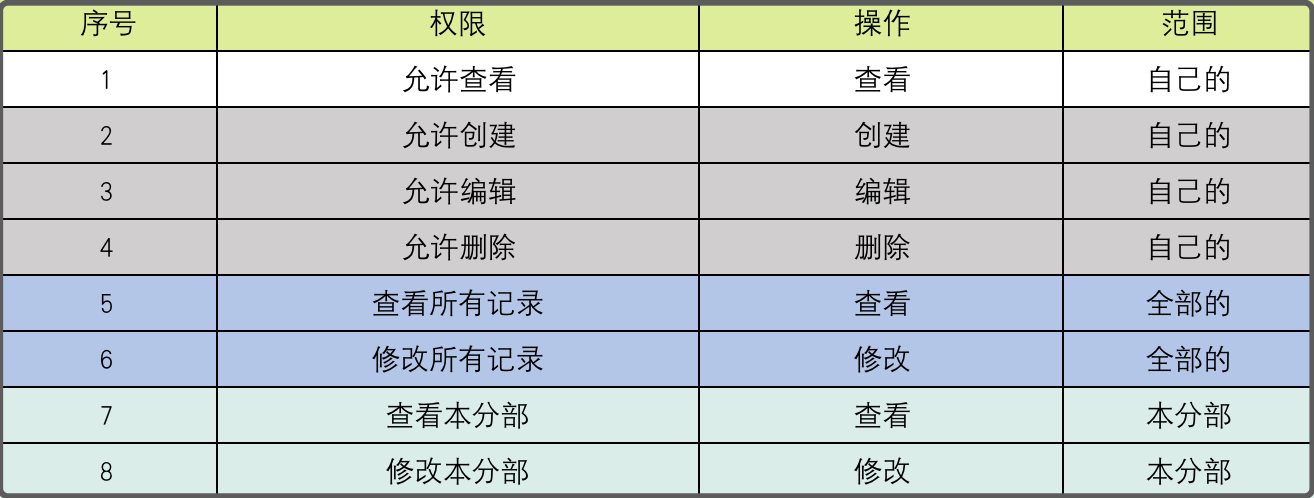 序号 权限 操作 范围
1 允许查看 查看 自己的
2 允许创建 创建 自己的
3 允许编辑 编辑 自己的
4 允许删除 删除 自己的
5 查看所有记录 查看 全部的
6 修改所有记录 修改 全部的
7 查看本分部 查看 本分部
8 修改本分部 修改 本分部